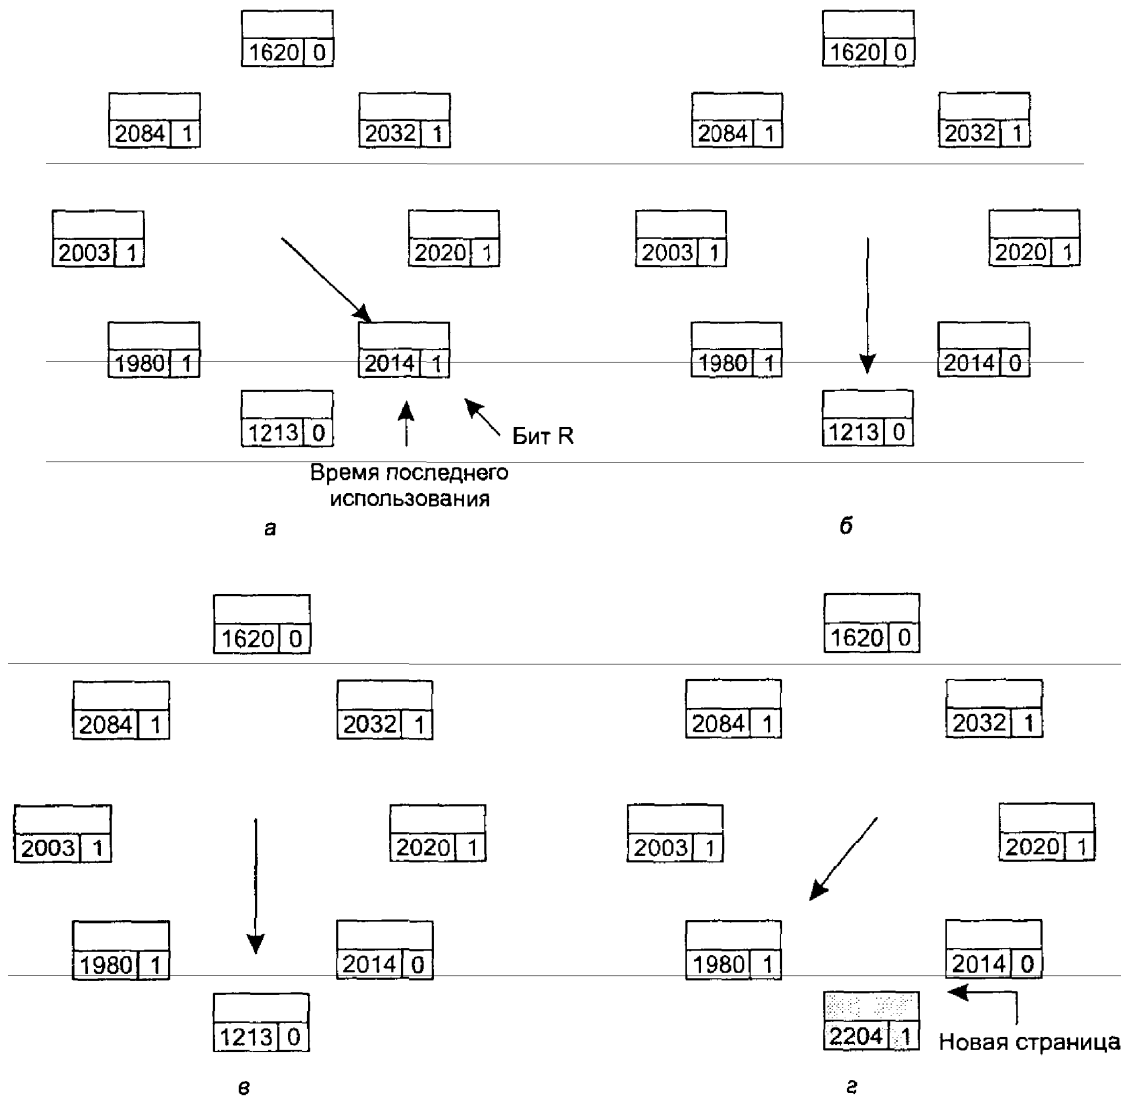 1620 0 1620 0
2084 1 2032 1 2084 1 2032 1
2003 1 2020 1 2003 1 2020 1
1980 1 2014 1 1980 1 2014 0
1213 0 Бит R 1213 0
Время последнего
использования
а б
1620 0 1620 0
2084 1 2032 1 2084 1 2032 1
2003 1 2020 1 2003 1 2020 1
1980 1 2014 0 1980 1 2014 0
1213 0 2204 1 Новая страница
в г